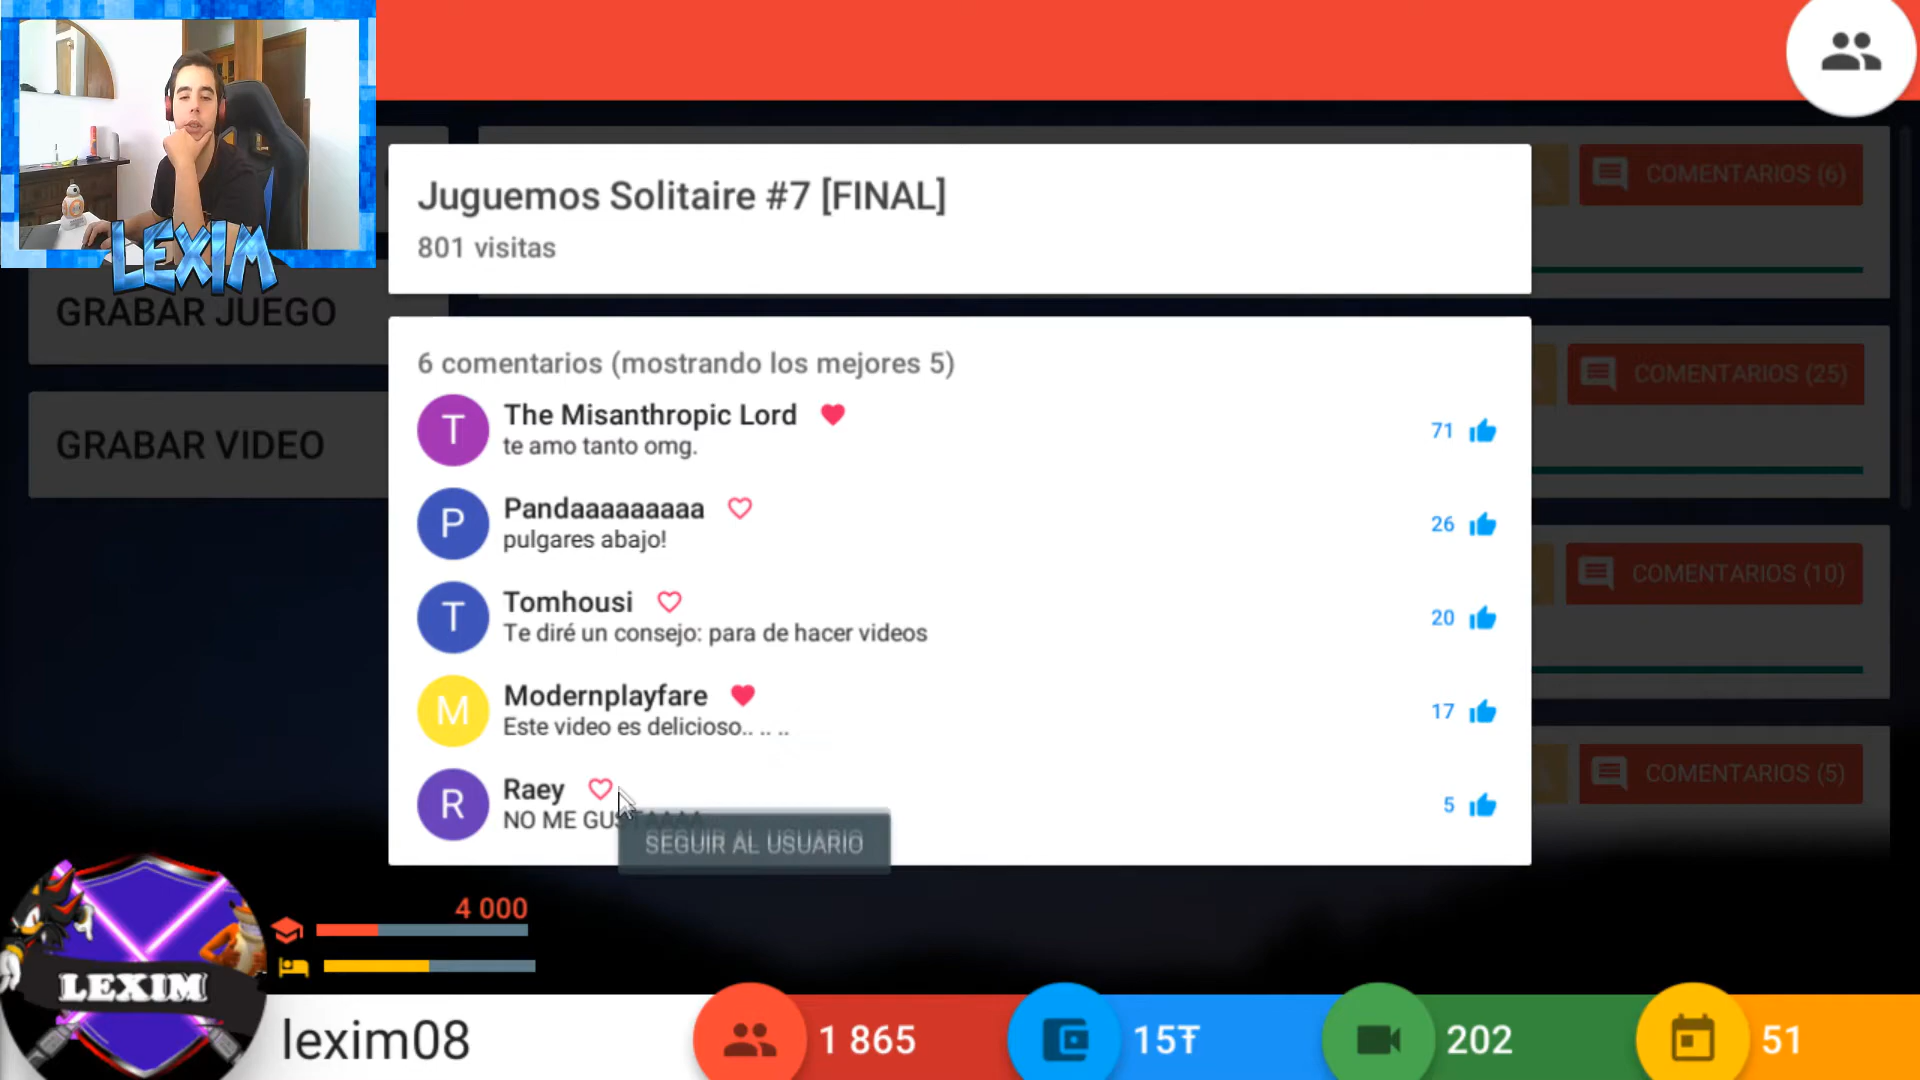 LEXIM
Juguemos Solitaire #7 [FINAL]
801 visitas
COMENTARIOS (6)
GRABAR JUEGO
6 comentarios (mostrando los mejores 5)
COMENTARIOS (25)
T
The Misanthropic Lord
te amo tanto omg.
71
GRABAR VIDEO
P
Pandaaaaaaaaa
pulgares abajo!
26
COMENTARIOS (10)
T
Tomhousi
Te diré un consejo: para de hacer videos
20
M
Modernplayfare
Este video es delicioso.. .. ..
17
COMENTARIOS (5)
R
Raey
NO ME GUSTAAAA
5
SEGUIR AL USUARIO
4 000
LEXIM
lexim08
1 865
15Ŧ
202
51